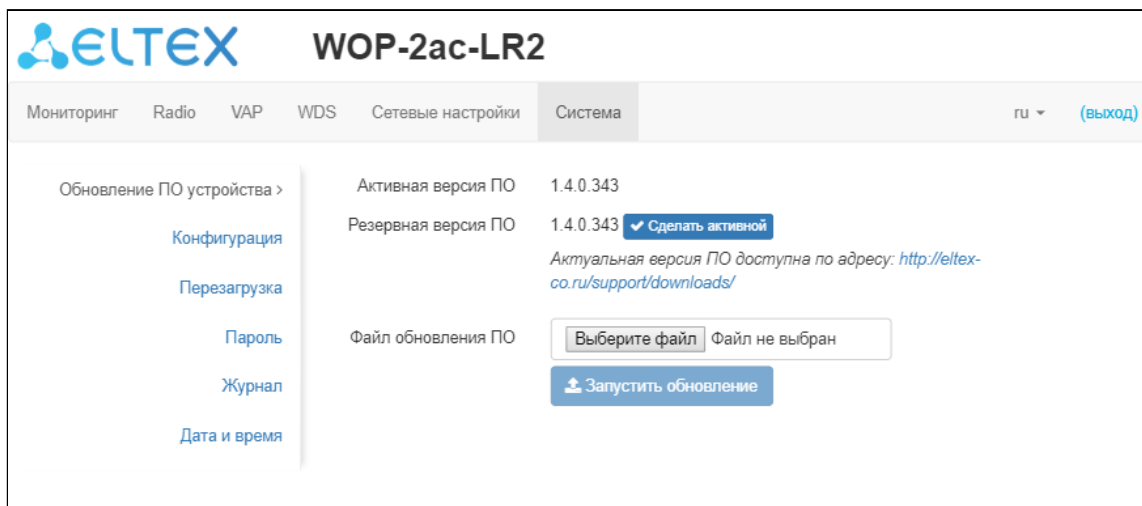 ELTEX WOP-2ac-LR2
Мониторинг Radio VAP WDS Сетевые настройки Система ru (выход)
Обновление ПО устройства >
Конфигурация
Перезагрузка
Пароль
Журнал
Дата и время
Активная версия ПО 1.4.0.343
Резервная версия ПО 1.4.0.343 Сделать активной
Актуальная версия ПО доступна по адресу: http://eltex-
co.ru/support/downloads/
Файл обновления ПО Выберите файл Файл не выбран
Запустить обновление